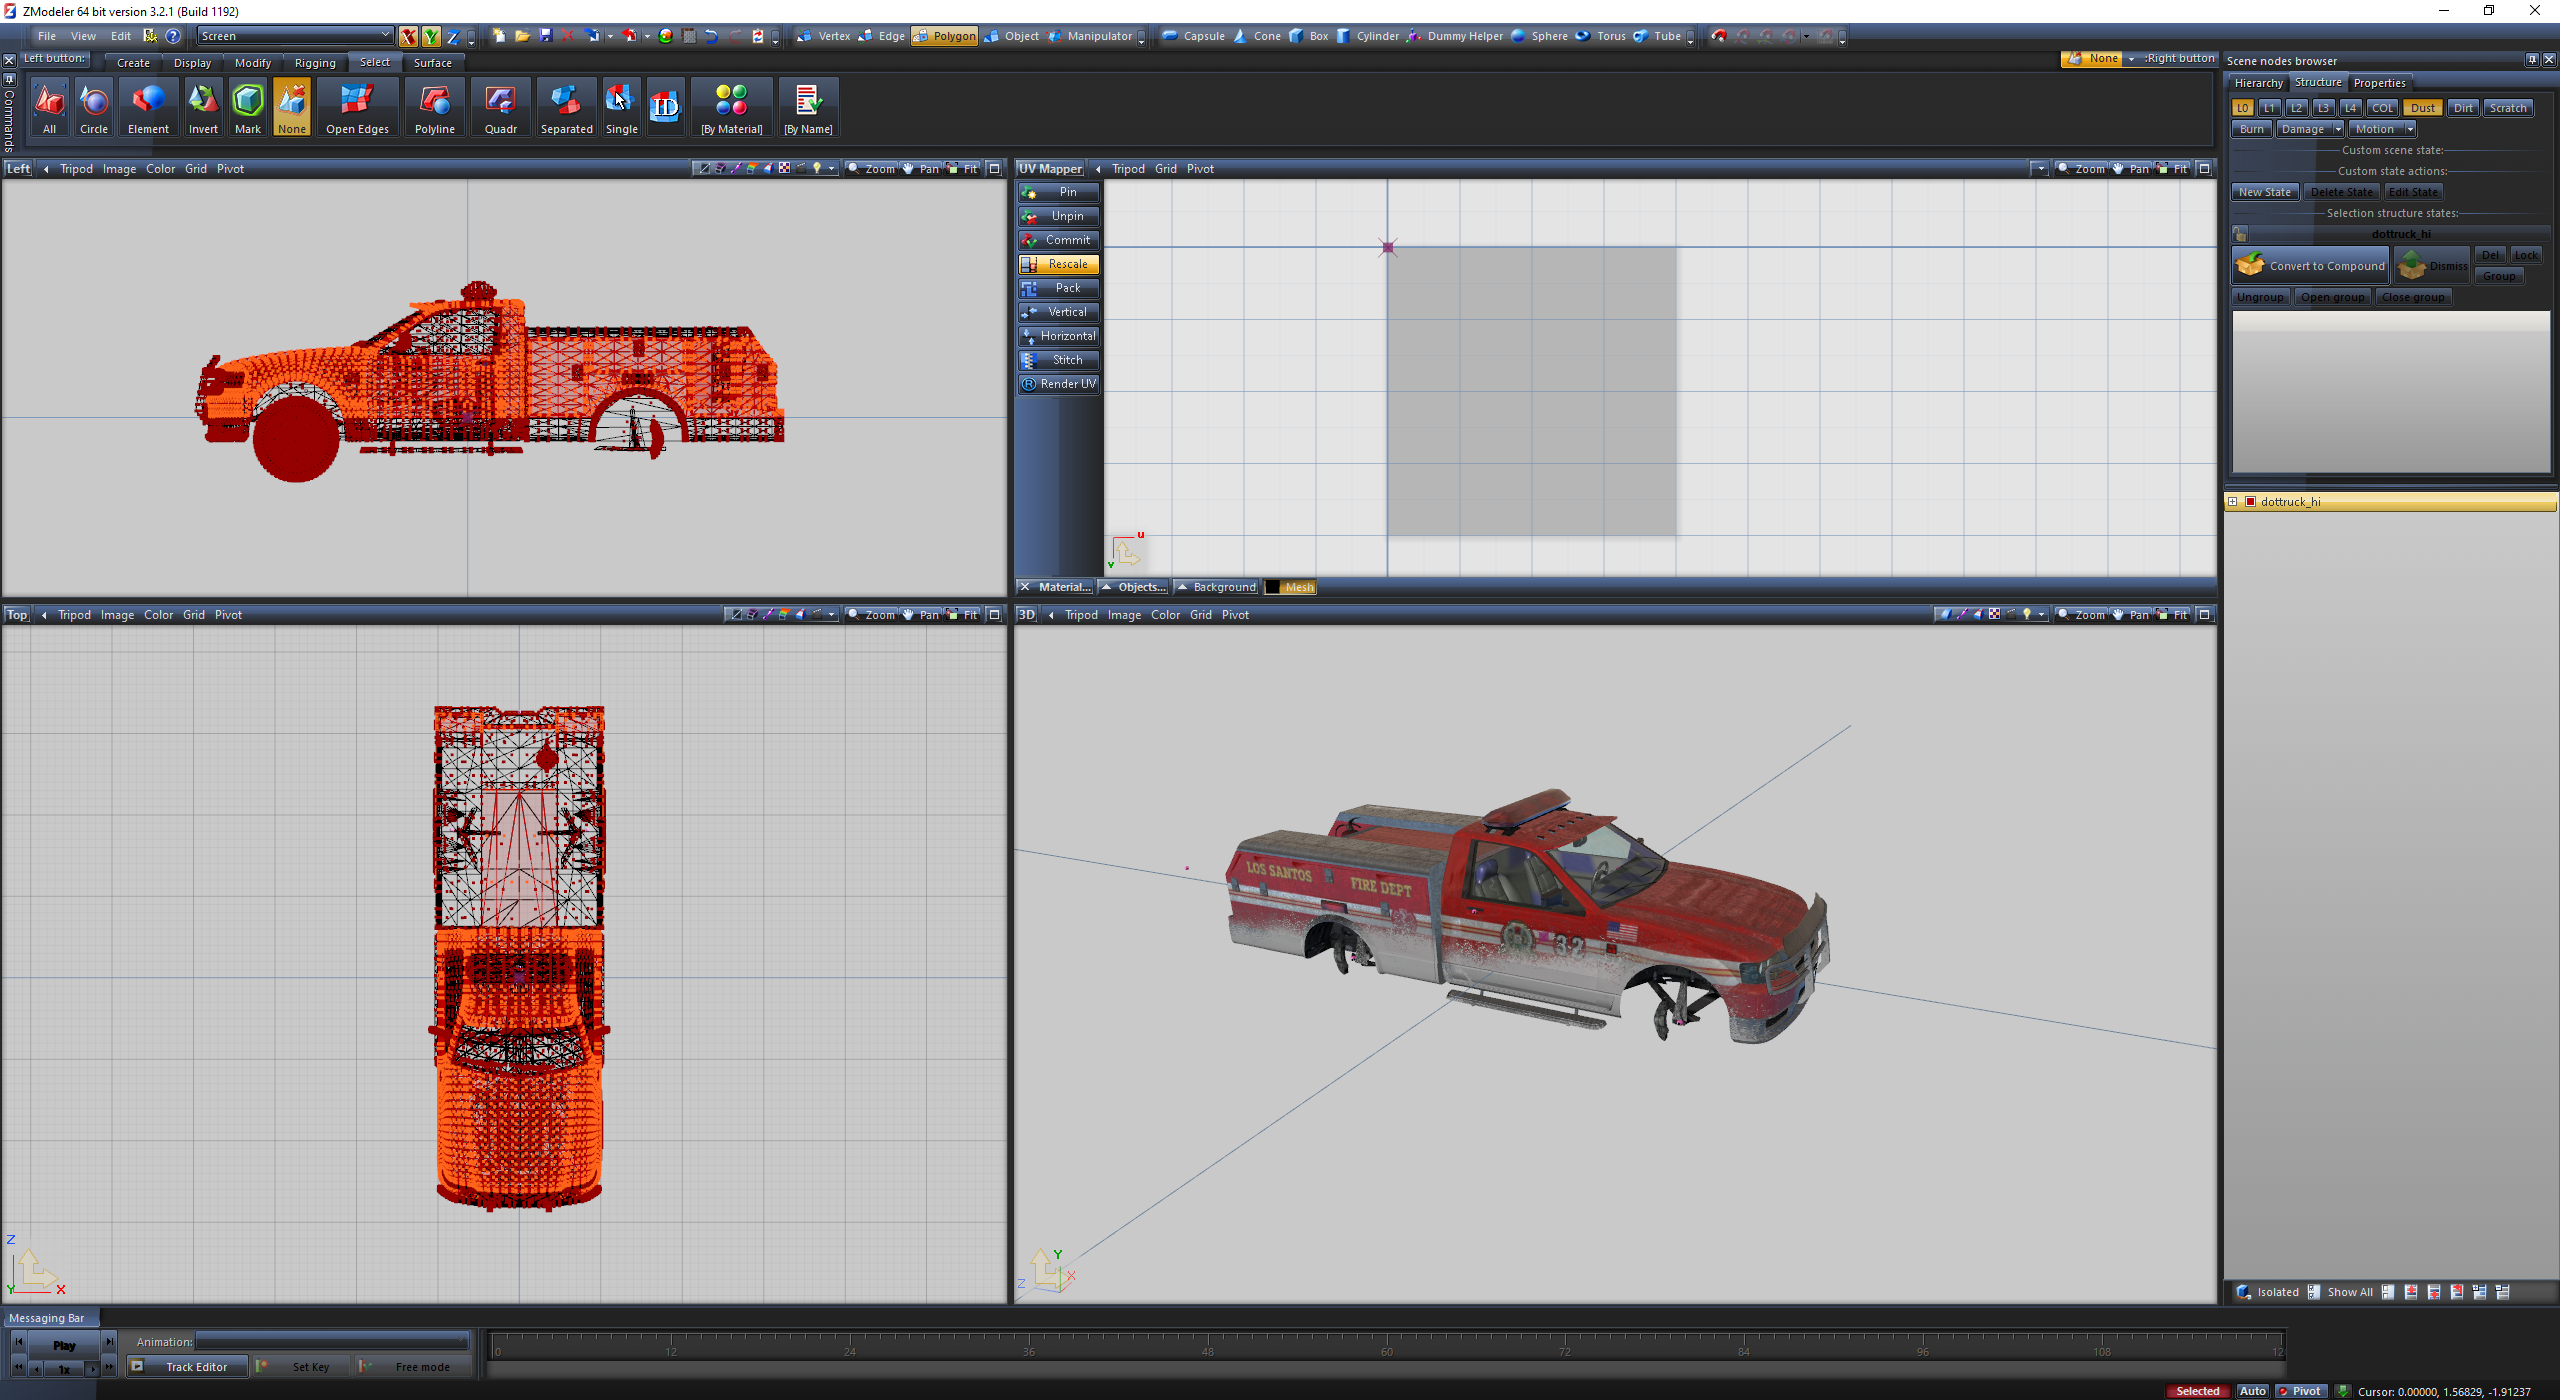 ZModeler 64 bit version 3.2.1 (Build 1192)
File View Edit Screen X Y Z Vertex Edge Polygon Object Manipulator Capsule Cone Box Cylinder Dummy Helper Sphere Torus Tube
Left button: Create Display Modify Rigging Select Surface None :Right button
Commands
All Circle Element Invert Mark None Open Edges Polyline Quadr Separated Single ID [By Material] [By Name]
Scene nodes browser
Hierarchy Structure Properties
L0 L1 L2 L3 L4 COL Dust Dirt Scratch
Burn Damage Motion
Custom scene state:
Custom state actions:
New State Delete State Edit State
Selection structure states:
dottruck_hi
Convert to Compound Dismiss Del Lock
Group
Ungroup Open group Close group
dottruck_hi
Isolated Show All
Left Tripod Image Color Grid Pivot Zoom Pan Fit
UV Mapper Tripod Grid Pivot Zoom Pan Fit
Pin
Unpin
Commit
Rescale
Pack
Vertical
Horizontal
Stitch
Render UV
u
v
Material... Objects... Background Mesh
Top Tripod Image Color Grid Pivot Zoom Pan Fit
Z
Y X
3D Tripod Image Color Grid Pivot Zoom Pan Fit
LOS SANTOS FIRE DEPT
32
Y
Z X
Messaging Bar
Play Animation:
1x Track Editor Set Key Free mode
0 12 24 36 48 60 72 84 96 108 12
Selected Auto Pivot Cursor: 0.00000, 1.56829, -1.91237